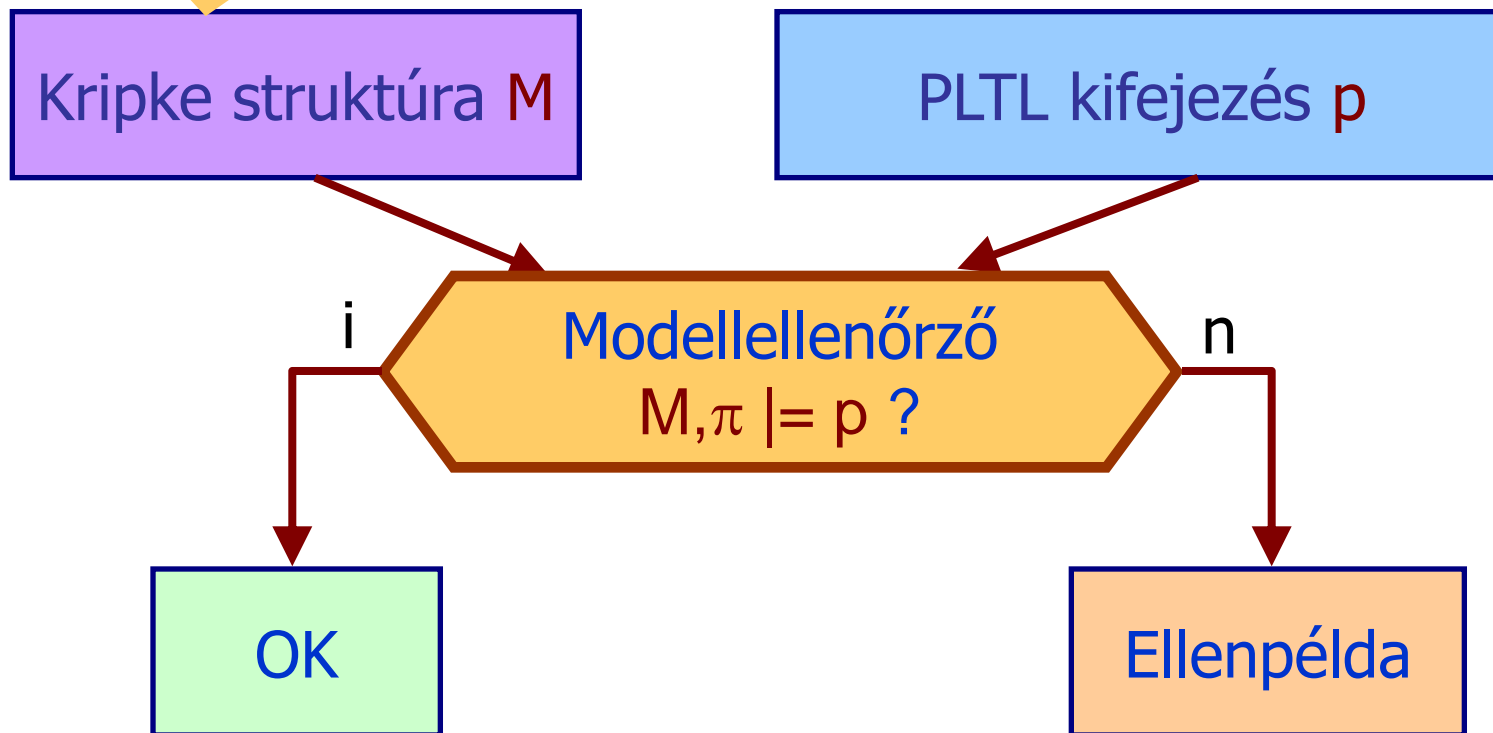 Kripke struktúra M
PLTL kifejezés p
i
Modellellenőrző
M,π |= p ?
n
OK
Ellenpélda